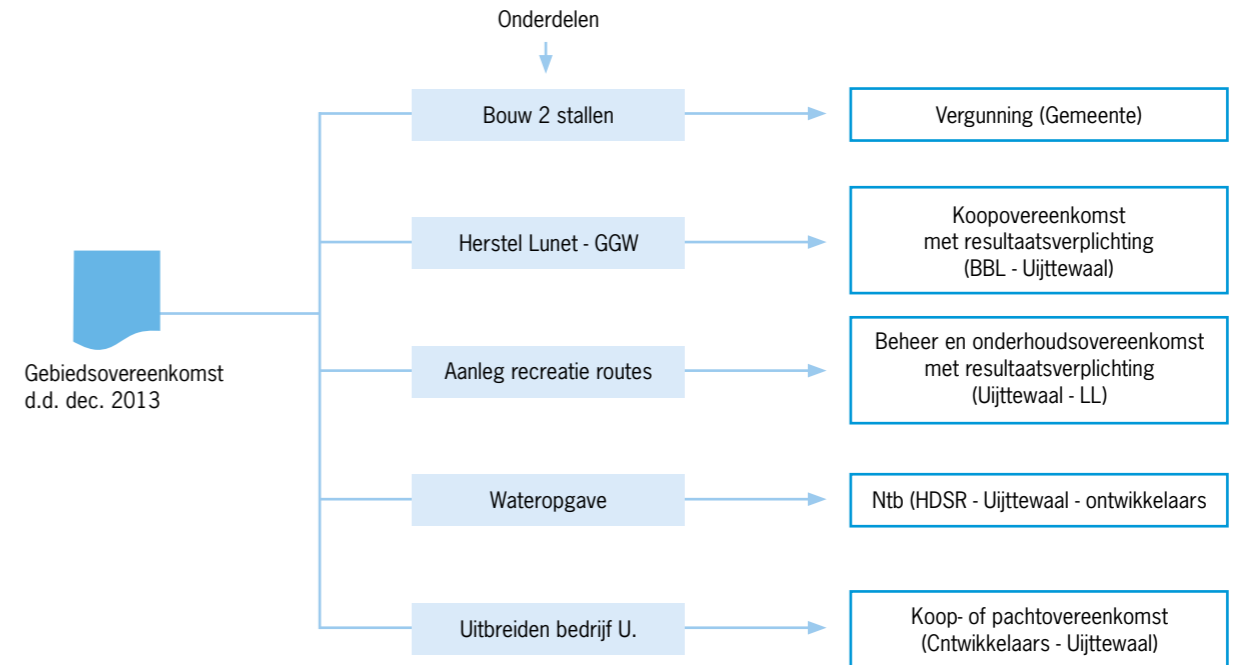 Onderdelen
Bouw 2 stallen
Vergunning (Gemeente)
Herstel Lunet - GGW
Koopovereenkomst
met resultaatsverplichting
(BBL - Uijttewaal)
Gebiedsovereenkomst
d.d. dec. 2013
Aanleg recreatie routes
Beheer en onderhoudsovereenkomst
met resultaatsverplichting
(Uijttewaal - LL)
Wateropgave
Ntb (HDSR - Uijttewaal - ontwikkelaars
Uitbreiden bedrijf U.
Koop- of pachtovereenkomst
(Cntwikkelaars - Uijttewaal)